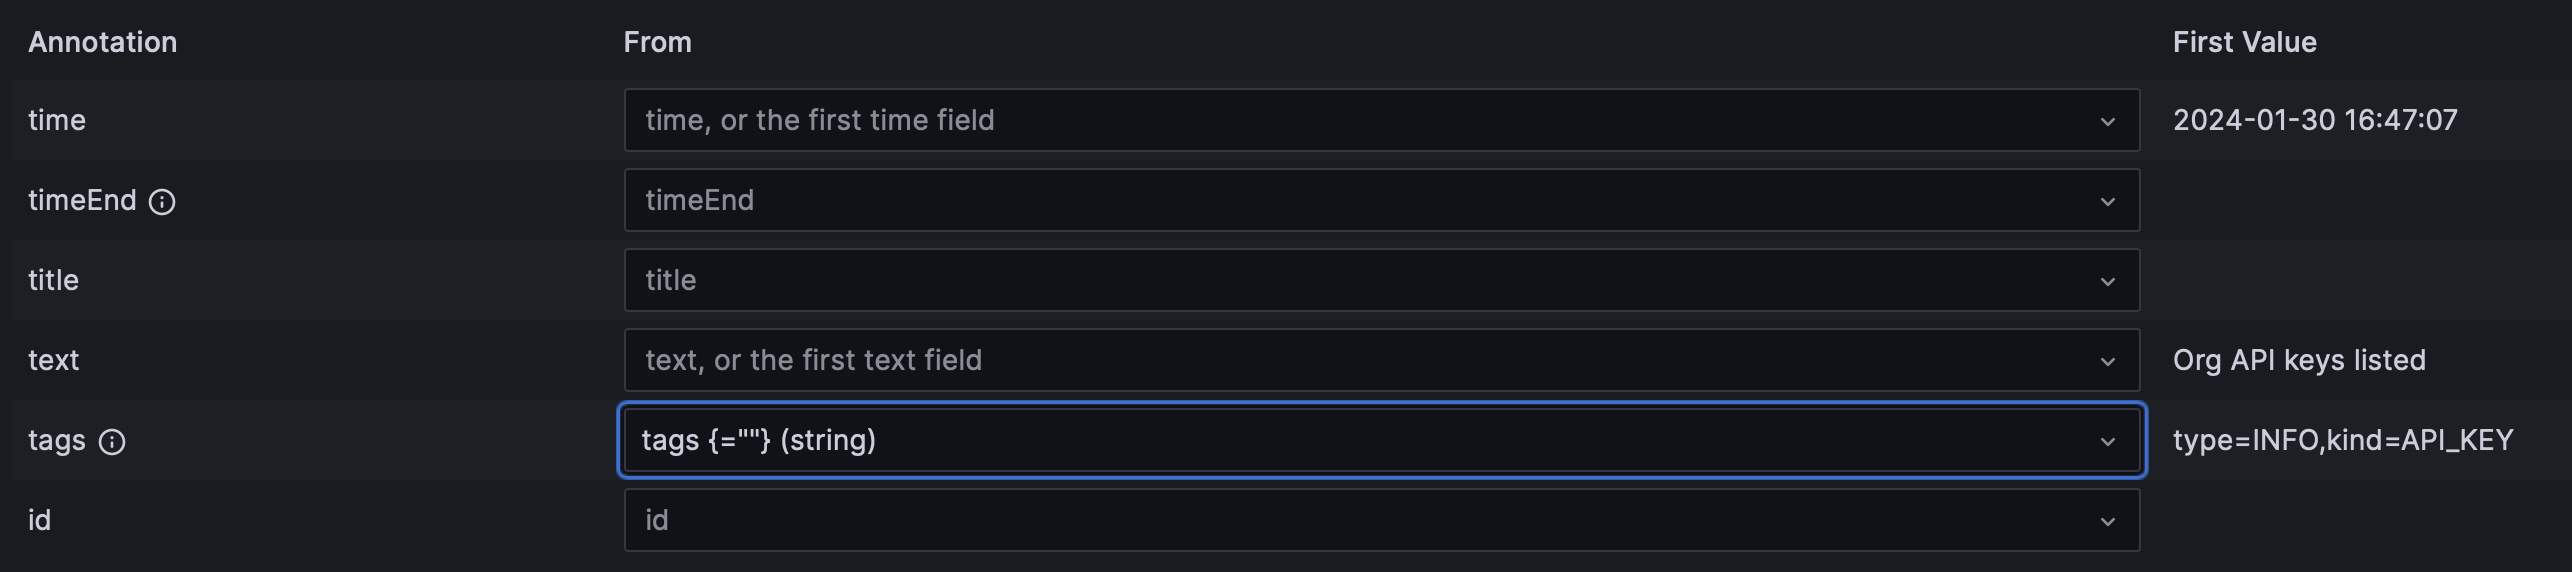 Annotation From First Value
time time, or the first time field 2024-01-30 16:47:07
timeEnd timeEnd
title title
text text, or the first text field Org API keys listed
tags tags {=""} (string) type=INFO,kind=API_KEY
id id